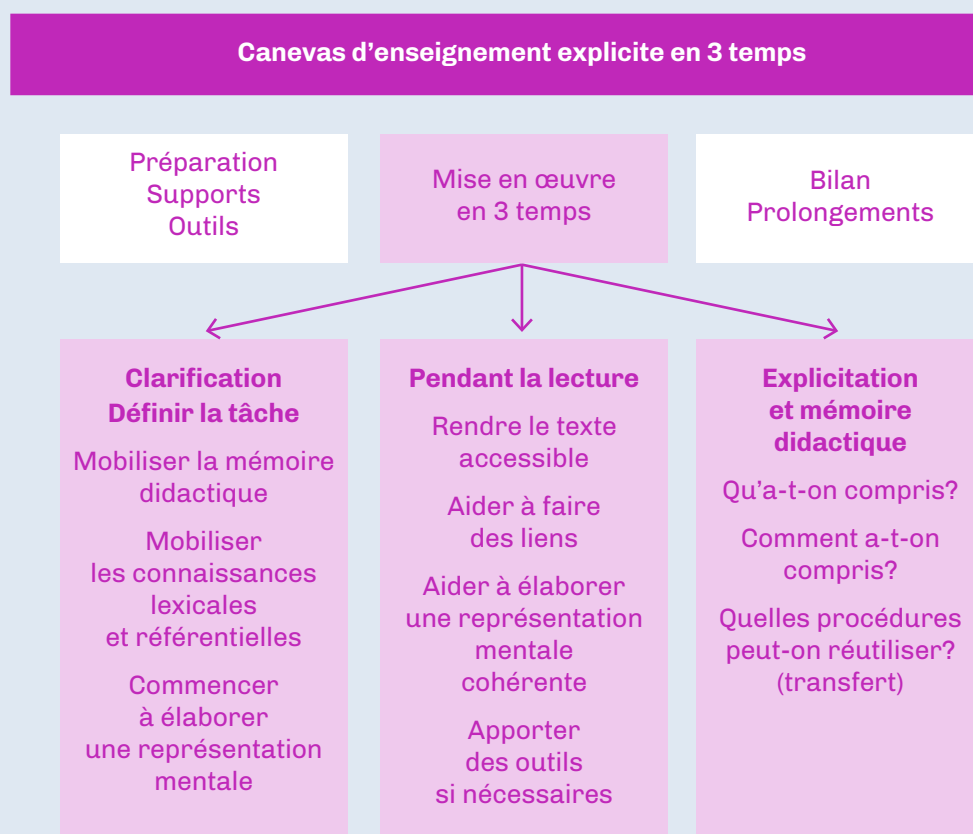 Canevas d’enseignement explicite en 3 temps
Préparation
Supports
Outils
Mise en œuvre
en 3 temps
Bilan
Prolongements
Clarification
Définir la tâche
Mobiliser la mémoire
didactique
Mobiliser
les connaissances
lexicales
et référentielles
Commencer
à élaborer
une représentation
mentale
Pendant la lecture
Rendre le texte
accessible
Aider à faire
des liens
Aider à élaborer
une représentation
mentale
cohérente
Apporter
des outils
si nécessaires
Explicitation
et mémoire
didactique
Qu’a-t-on compris?
Comment a-t-on
compris?
Quelles procédures
peut-on réutiliser?
(transfert)